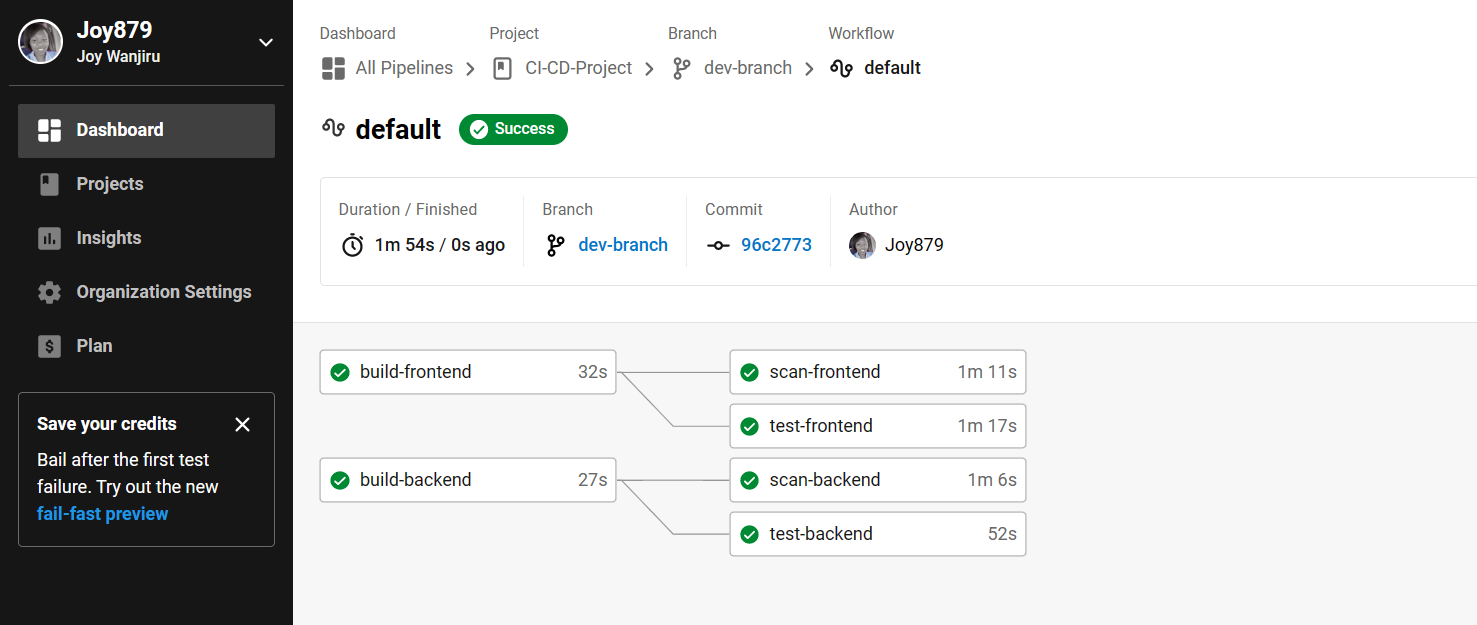 Joy879
Joy Wanjiru
Dashboard
Projects
Insights
Organization Settings
Plan
Save your credits
Bail after the first test
failure. Try out the new
fail-fast preview
Dashboard Project Branch Workflow
All Pipelines CI-CD-Project dev-branch default
default Success
Duration / Finished Branch Commit Author
1m 54s / 0s ago dev-branch 96c2773 Joy879
build-frontend 32s scan-frontend 1m 11s
test-frontend 1m 17s
build-backend 27s scan-backend 1m 6s
test-backend 52s